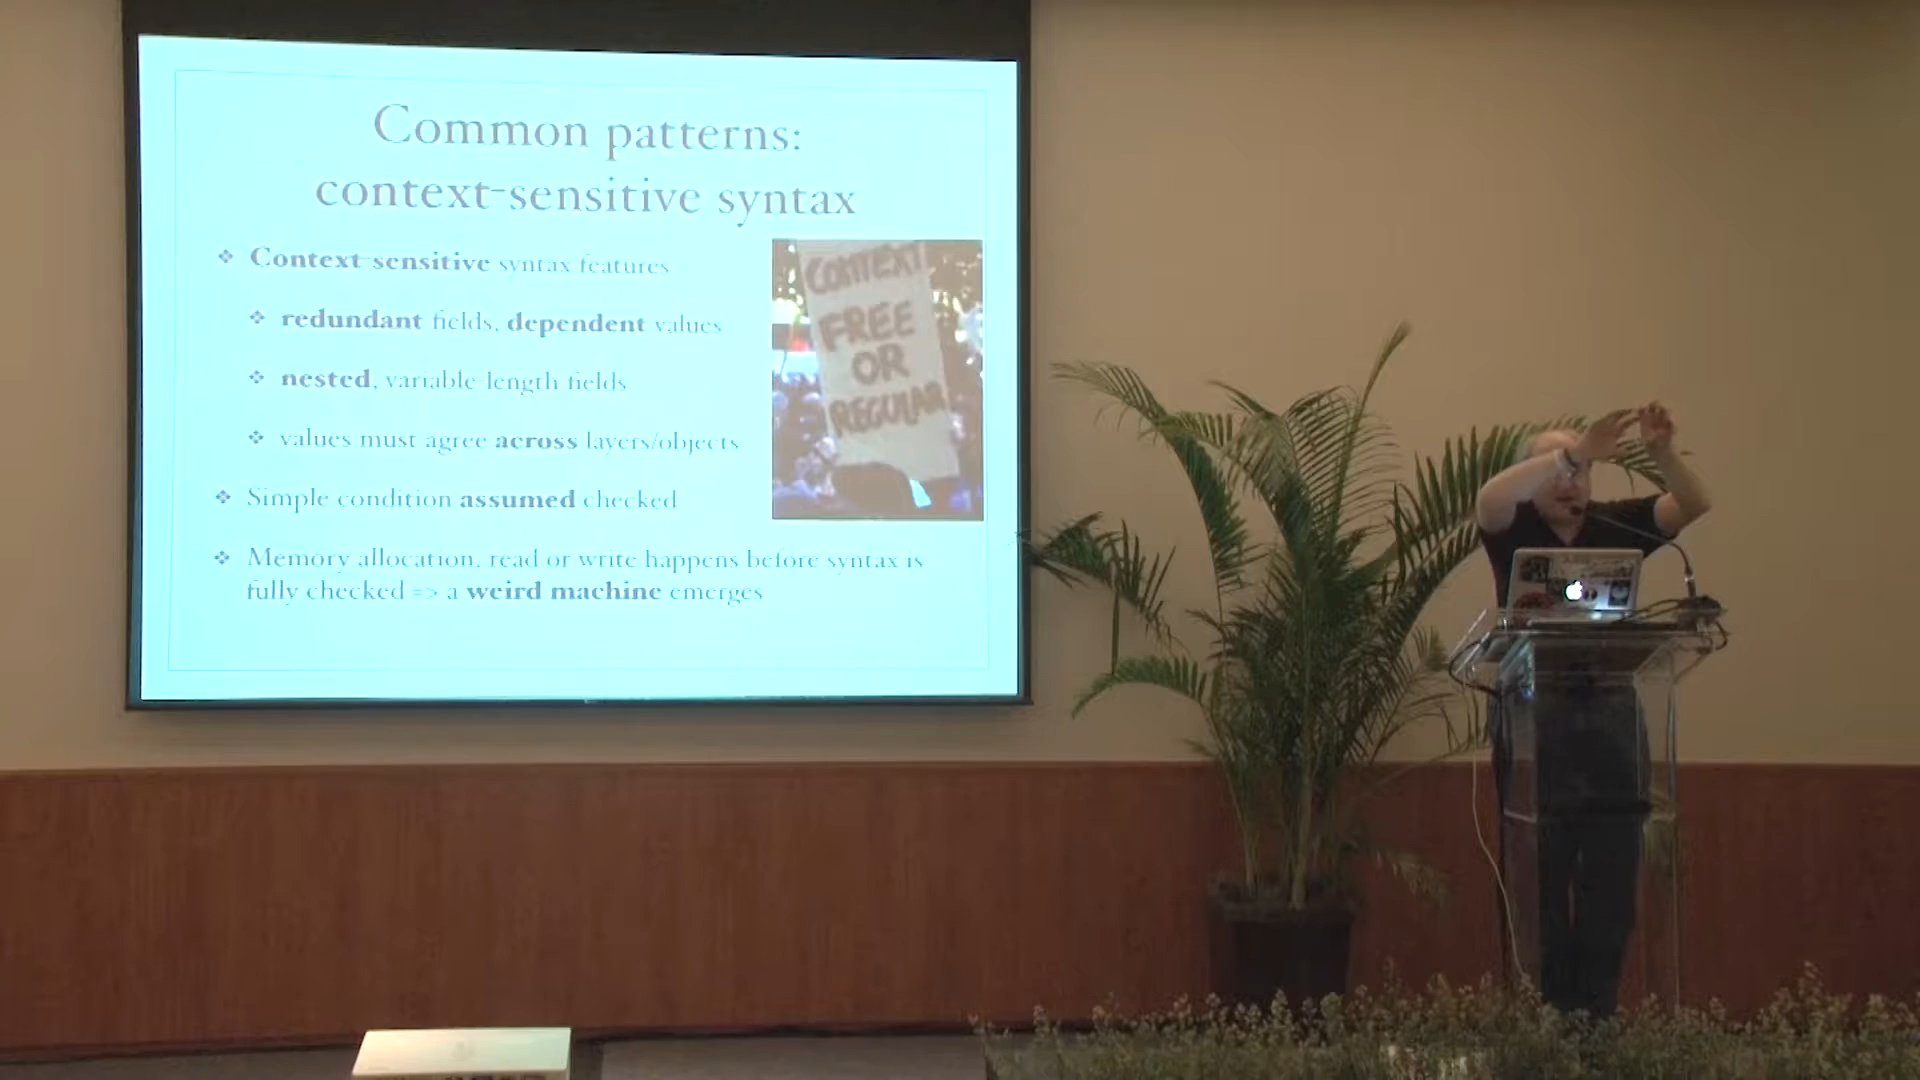 Common patterns:
context-sensitive syntax
Context-sensitive syntax features
redundant fields, dependent values
nested, variable-length fields
values must agree across layers/objects
Simple condition assumed checked
Memory allocation, read or write happens before syntax is
fully checked => a weird machine emerges
CONTEXT
FREE
OR
REGULAR